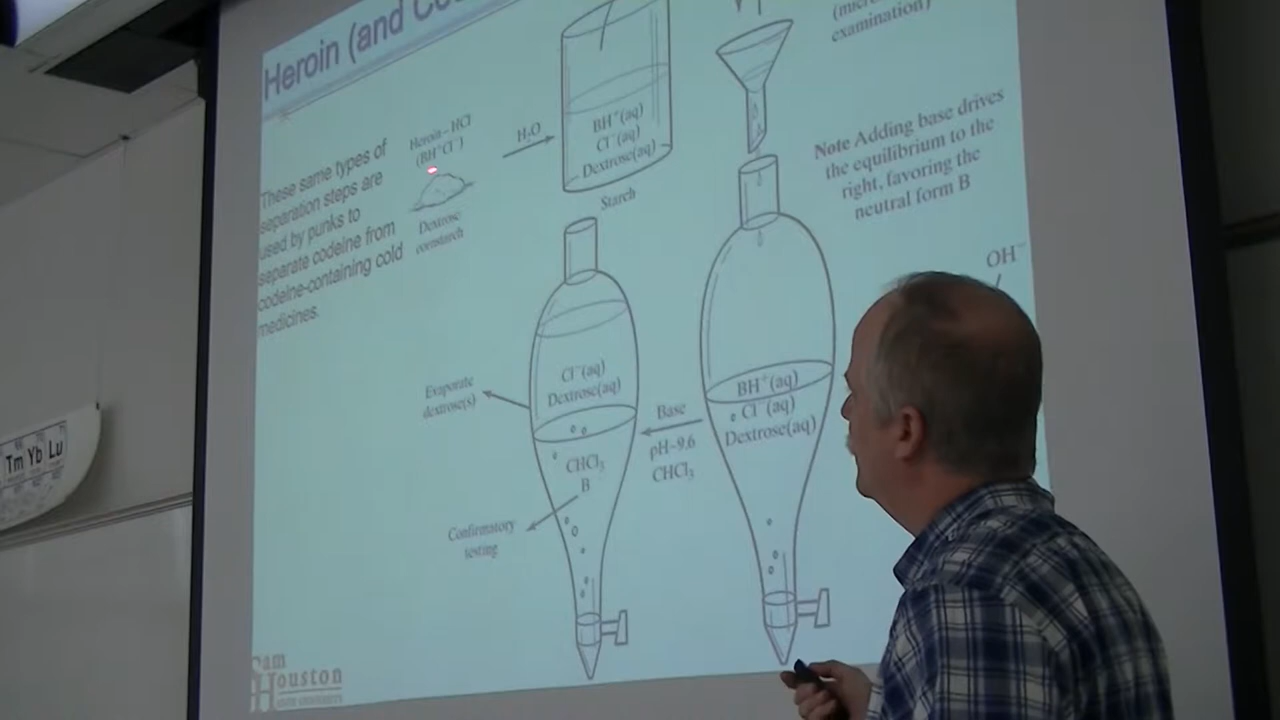 Heroin (and
These same types of
separation steps are
used by punks to
separate codeine from
codeine-containing cold
medicines.
Heroin – HCl
(BH⁺Cl⁻)
Dextrose
cornstarch
H₂O
BH⁺(aq)
Cl⁻(aq)
Dextrose(aq)
Starch
examination)
Note Adding base drives
the equilibrium to the
right, favoring the
neutral form B
OH⁻
Cl⁻(aq)
Dextrose(aq)
Evaporate
dextrose(s)
CHCl₃
B
Confirmatory
testing
Base
pH~9.6
CHCl₃
BH⁺(aq)
Cl⁻(aq)
Dextrose(aq)
Tm Yb Lu
Sam
Houston